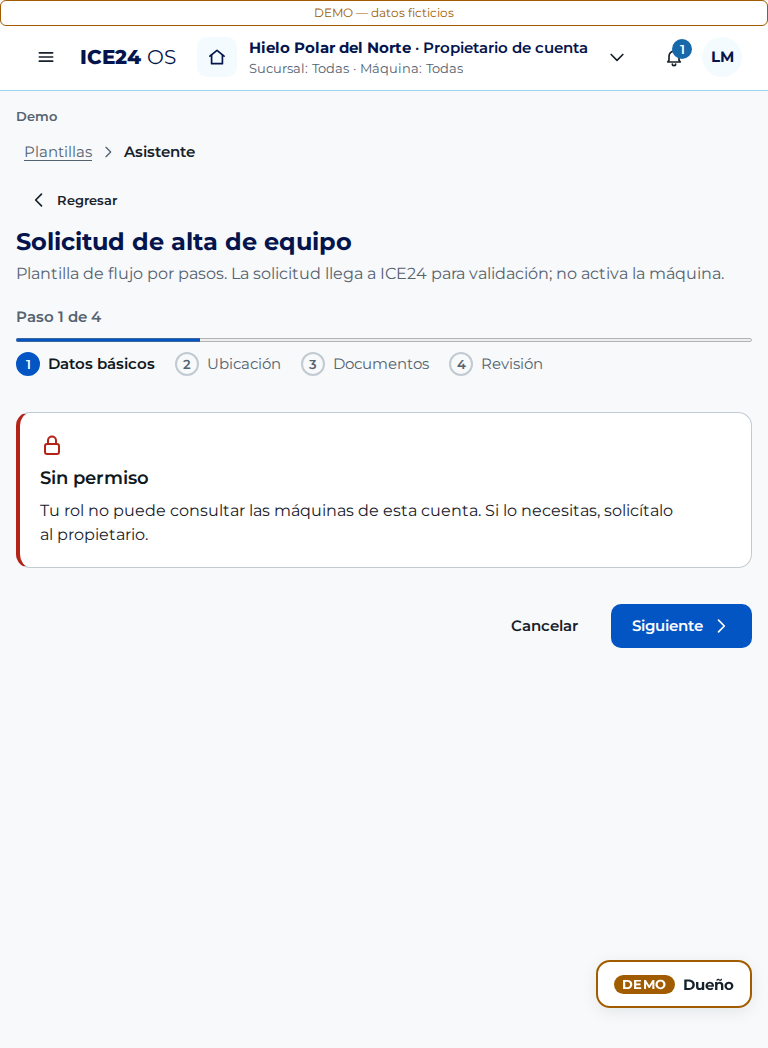 DEMO — datos ficticios
ICE24 OS
Hielo Polar del Norte · Propietario de cuenta
Sucursal: Todas · Máquina: Todas
1
LM
Demo
Plantillas
Asistente
Regresar
Solicitud de alta de equipo
Plantilla de flujo por pasos. La solicitud llega a ICE24 para validación; no activa la máquina.
Paso 1 de 4
1 Datos básicos
2 Ubicación
3 Documentos
4 Revisión
Sin permiso
Tu rol no puede consultar las máquinas de esta cuenta. Si lo necesitas, solicítalo
al propietario.
Cancelar
Siguiente
DEMO Dueño